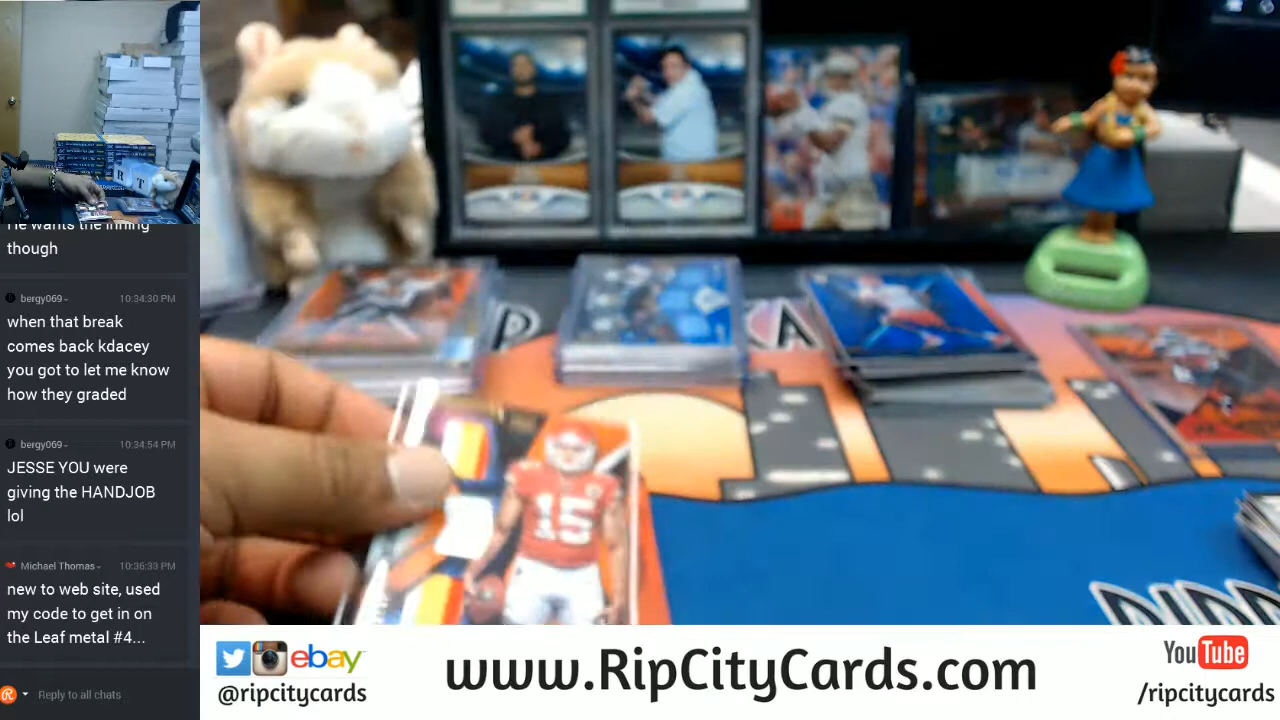 He wants the inning
though
bergy069-
10:34:30 PM
when that break
comes back kdacey
you got to let me know
how they graded
bergy069-
10:34:54 PM
JESSE YOU were
giving the HANDJOB
lol
Michael Thomas-
10:36:33 PM
new to web site, used
my code to get in on
the Leaf metal #4...
Reply to all chats
R T
15
ebay
@ripcitycards
www.RipCityCards.com
YouTube
/ripcitycards